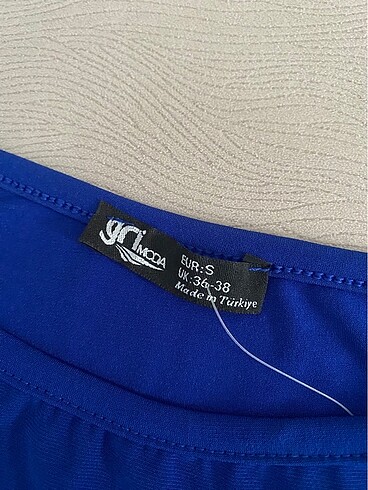 gri
MODA
EUR:S
UK:36-38
Made in Türkiye